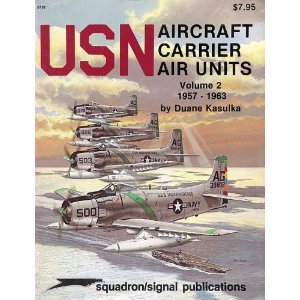 $7.95
USN AIRCRAFT
CARRIER
AIR UNITS
Volume 2
1957 - 1963
by Duane Kasulka
500
503
AG
NAVY
squadron/signal publications